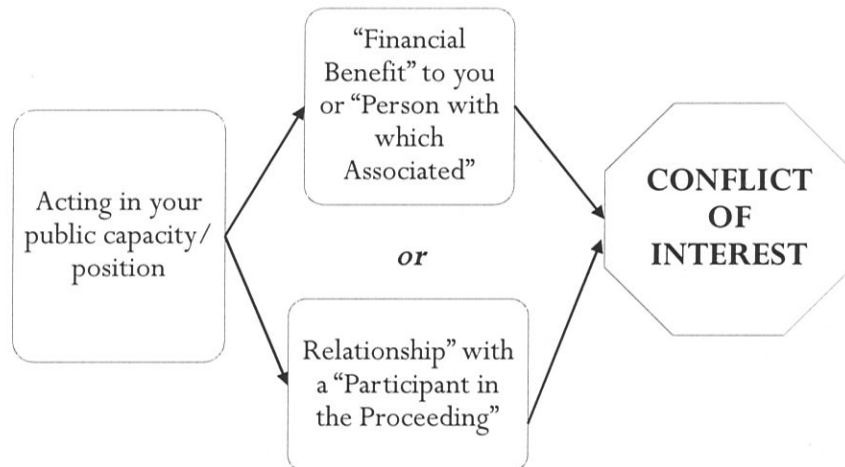 Acting in your
public capacity/
position
“Financial
Benefit” to you
or “Person with
which
Associated”
or
Relationship” with
a “Participant in
the Proceeding”
CONFLICT
OF
INTEREST